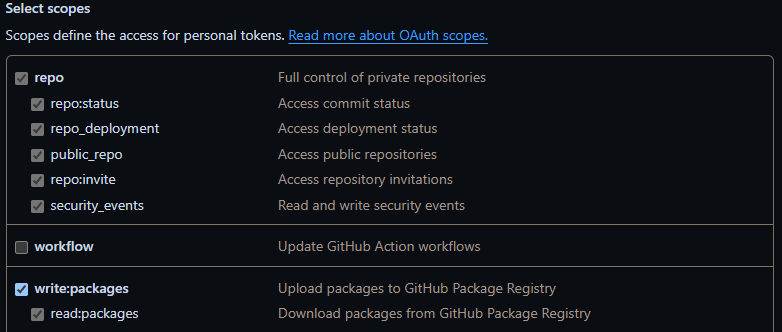 Select scopes
Scopes define the access for personal tokens. Read more about OAuth scopes.
repo Full control of private repositories
repo:status Access commit status
repo_deployment Access deployment status
public_repo Access public repositories
repo:invite Access repository invitations
security_events Read and write security events
workflow Update GitHub Action workflows
write:packages Upload packages to GitHub Package Registry
read:packages Download packages from GitHub Package Registry